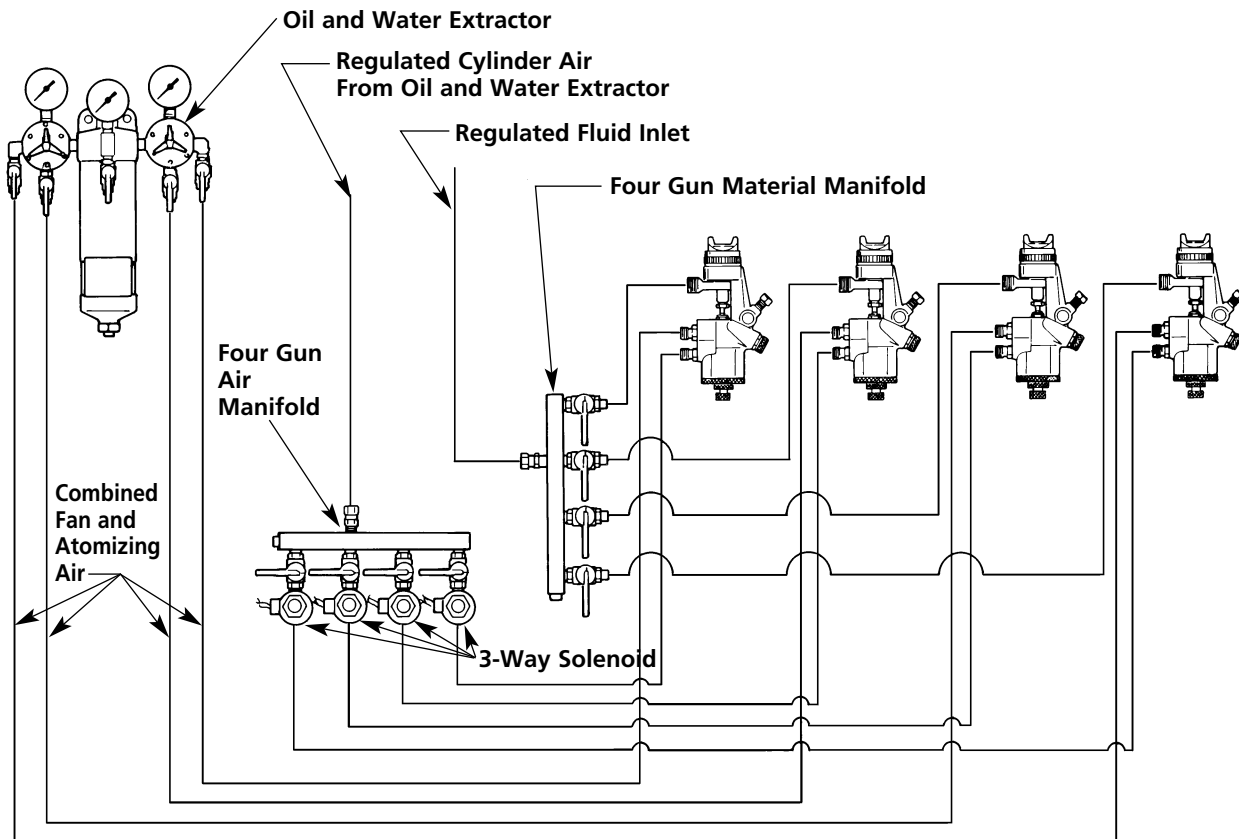 Oil and Water Extractor
Regulated Cylinder Air
From Oil and Water Extractor
Regulated Fluid Inlet
Four Gun Material Manifold
Four Gun
Air
Manifold
Combined
Fan and
Atomizing
Air
3-Way Solenoid